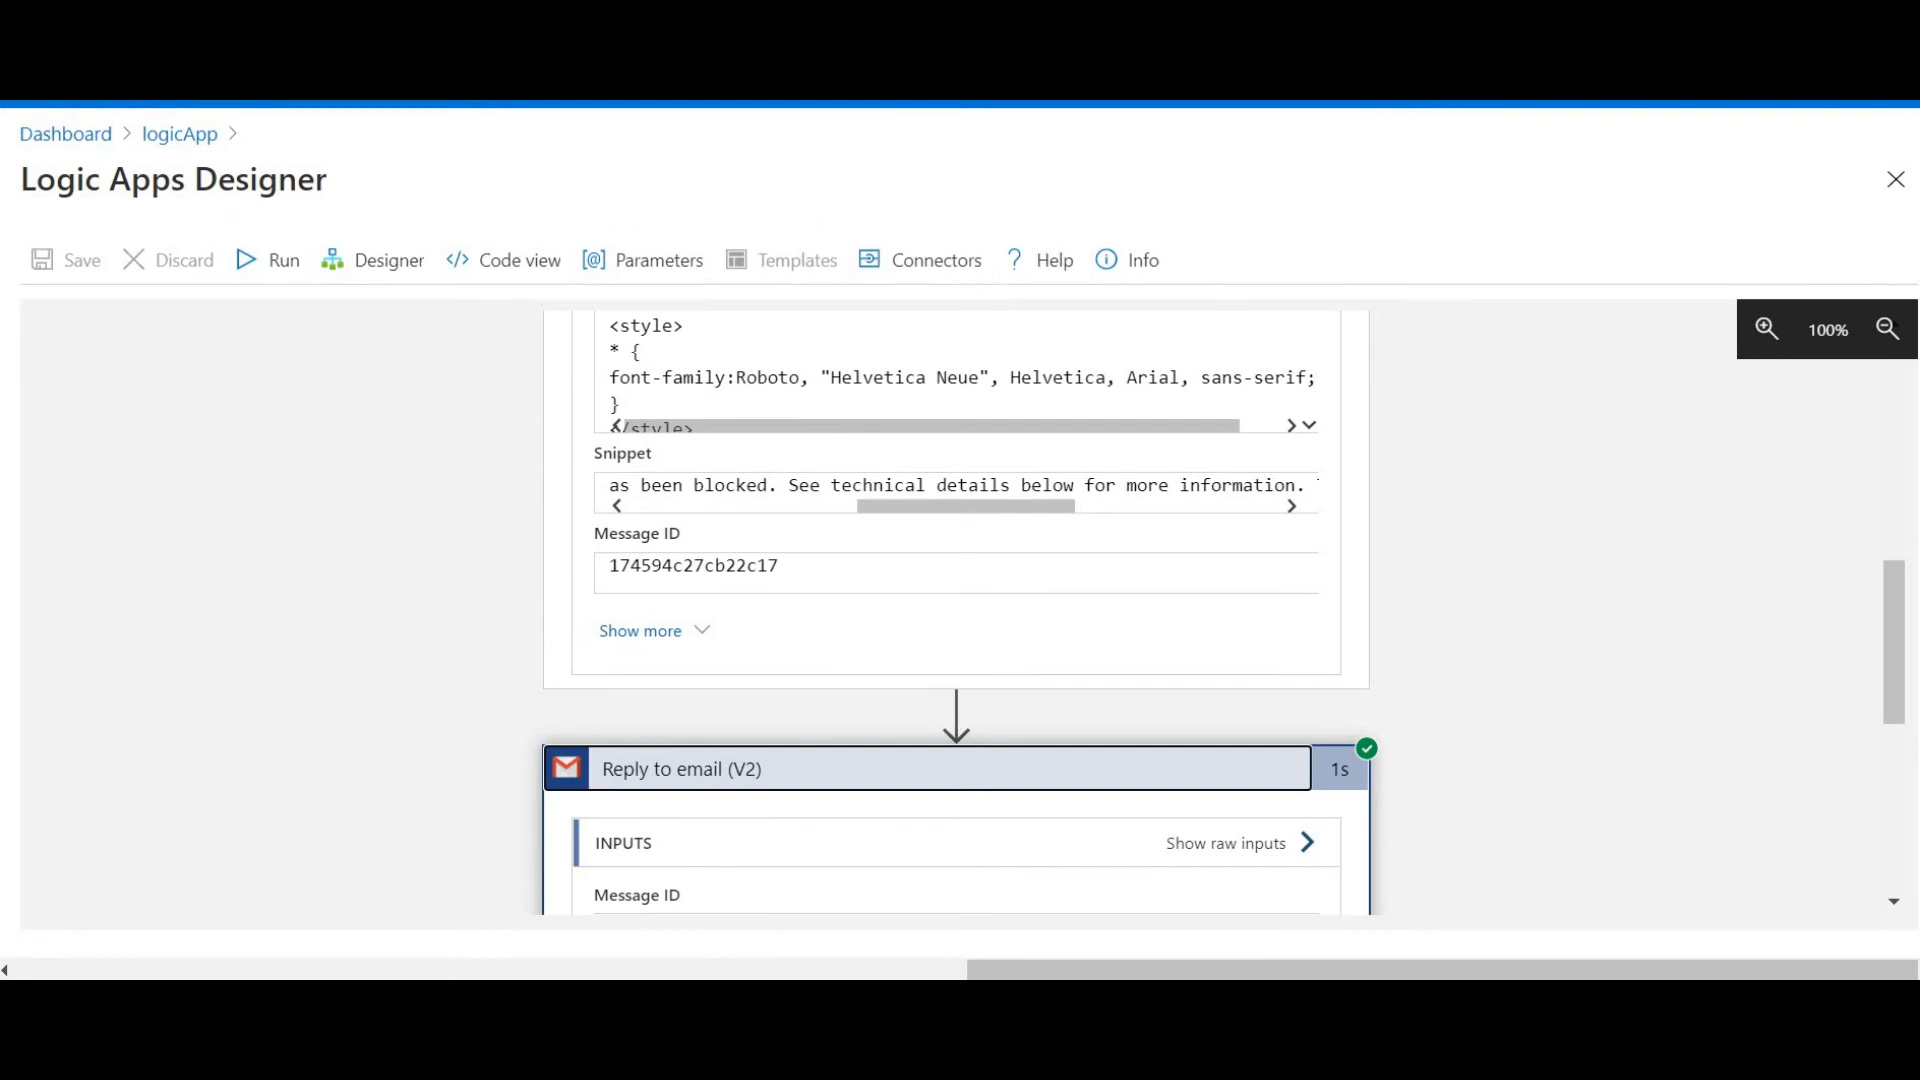 Dashboard > logicApp >
Logic Apps Designer
Save Discard Run Designer </> Code view [@] Parameters Templates Connectors ? Help Info
100%
<style>
* {
font-family:Roboto, "Helvetica Neue", Helvetica, Arial, sans-serif;
}
</style>
Snippet
as been blocked. See technical details below for more information.
Message ID
174594c27cb22c17
Show more
Reply to email (V2) 1s
INPUTS Show raw inputs
Message ID